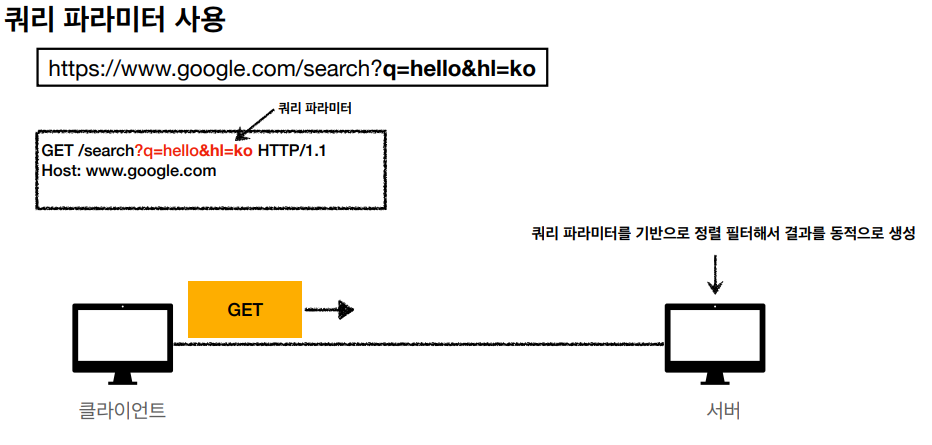 쿼리 파라미터 사용
https://www.google.com/search?q=hello&hl=ko
쿼리 파라미터
GET /search?q=hello&hl=ko HTTP/1.1
Host: www.google.com
쿼리 파라미터를 기반으로 정렬 필터해서 결과를 동적으로 생성
GET
클라이언트
서버